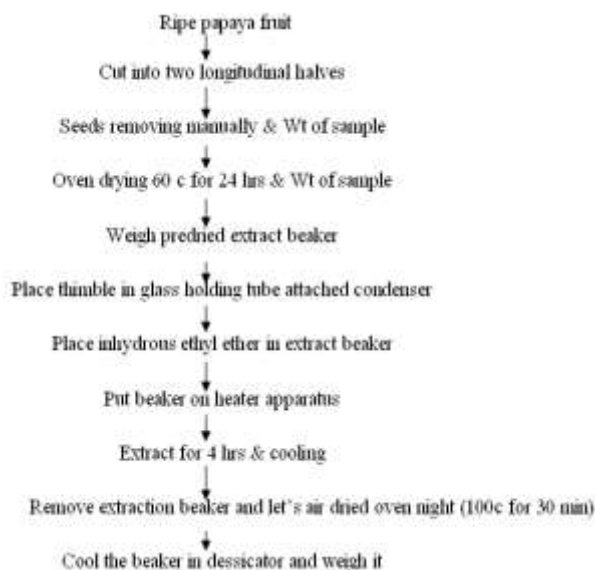 Ripe papaya fruit
Cut into two longitudinal halves
Seeds removing manually & Wt of sample
Oven drying 60 c for 24 hrs & Wt of sample
Weigh predried extract beaker
Place thimble in glass holding tube attached condenser
Place inhydrous ethyl ether in extract beaker
Put beaker on heater apparatus
Extract for 4 hrs & cooling
Remove extraction beaker and let´s air dried oven night (100c for 30 min)
Cool the beaker in dessicator and weigh it